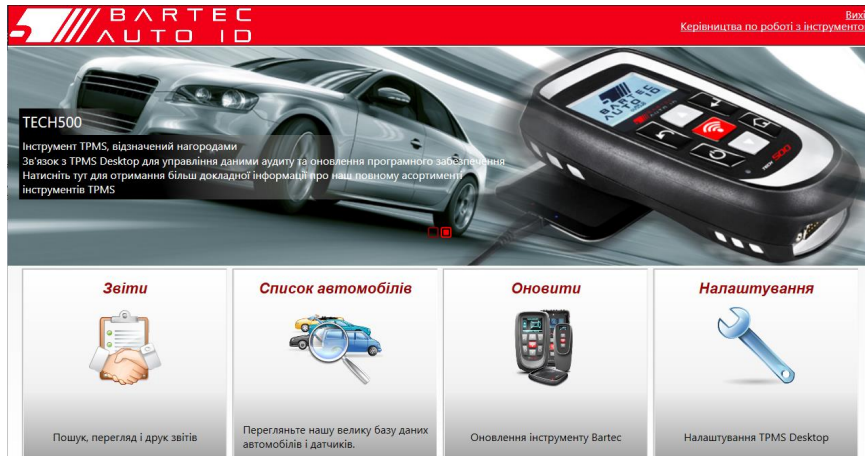 BARTEC
AUTO ID
Керівництва по роботі з інструменто
TECH500
Інструмент TPMS, відзначений нагородами
Зв'язок з TPMS Desktop для управління даними аудиту та оновлення програмного забезпечення
Натисніть тут для отримання більш докладної інформації про наш повному асортименті
інструментів TPMS
BARTEC
Звіти
Список автомобілів
Оновити
Налаштування
Пошук, перегляд і друк звітів
Перегляньте нашу велику базу даних
автомобілів і датчиків.
Оновлення інструменту Bartec
Налаштування TPMS Desktop